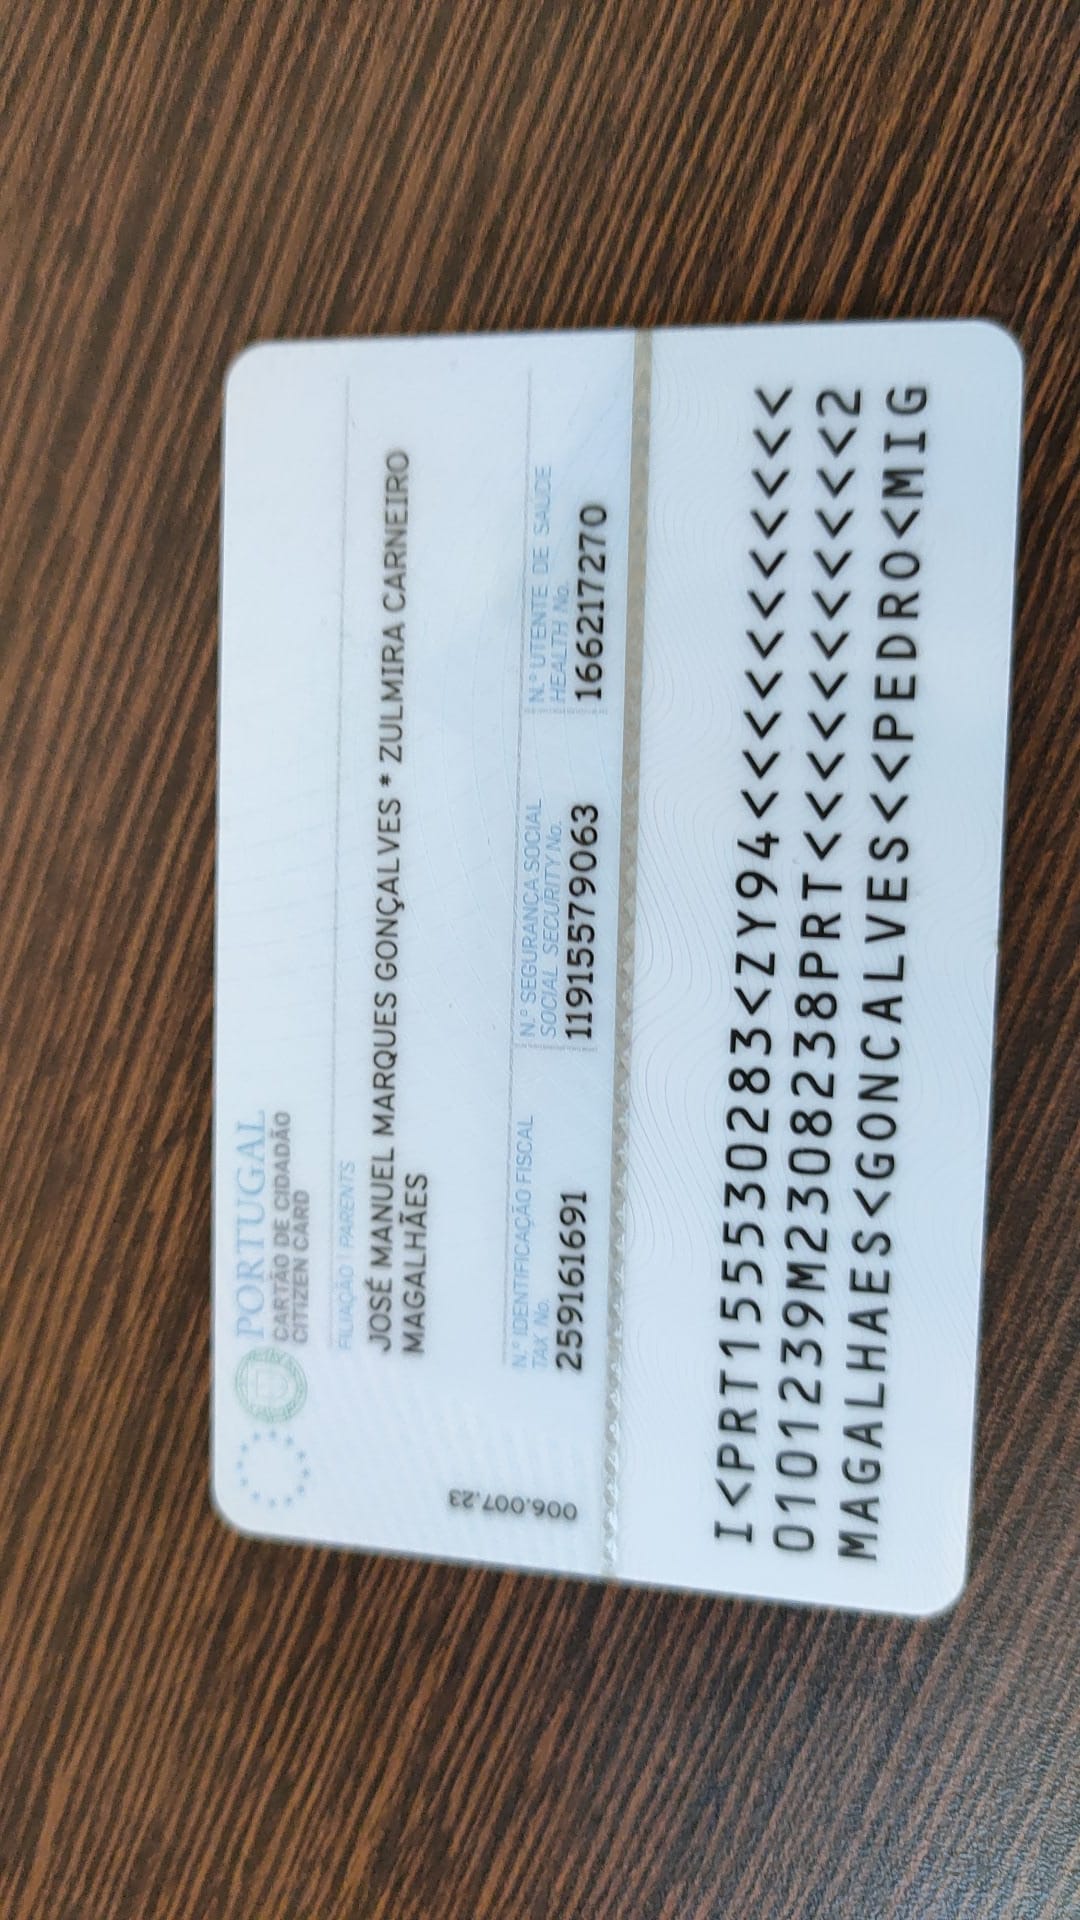 PORTUGAL
CARTÃO DE CIDADÃO
CITIZEN CARD
FILIAÇÃO | PARENTS
JOSÉ MANUEL MARQUES GONÇALVES * ZULMIRA CARNEIRO
MAGALHÃES
N.º IDENTIFICAÇÃO FISCAL
TAX No.
259161691
N.º SEGURANÇA SOCIAL
SOCIAL SECURITY No.
11915579063
N.º UTENTE DE SAÚDE
HEALTH No.
166217270
006.007.23
I<PRT155530283<ZY94<<<<<<<<<<<
0101239M2308238PRT<<<<<<<<<<<2
MAGALHAES<GONCALVES<<PEDRO<MIG